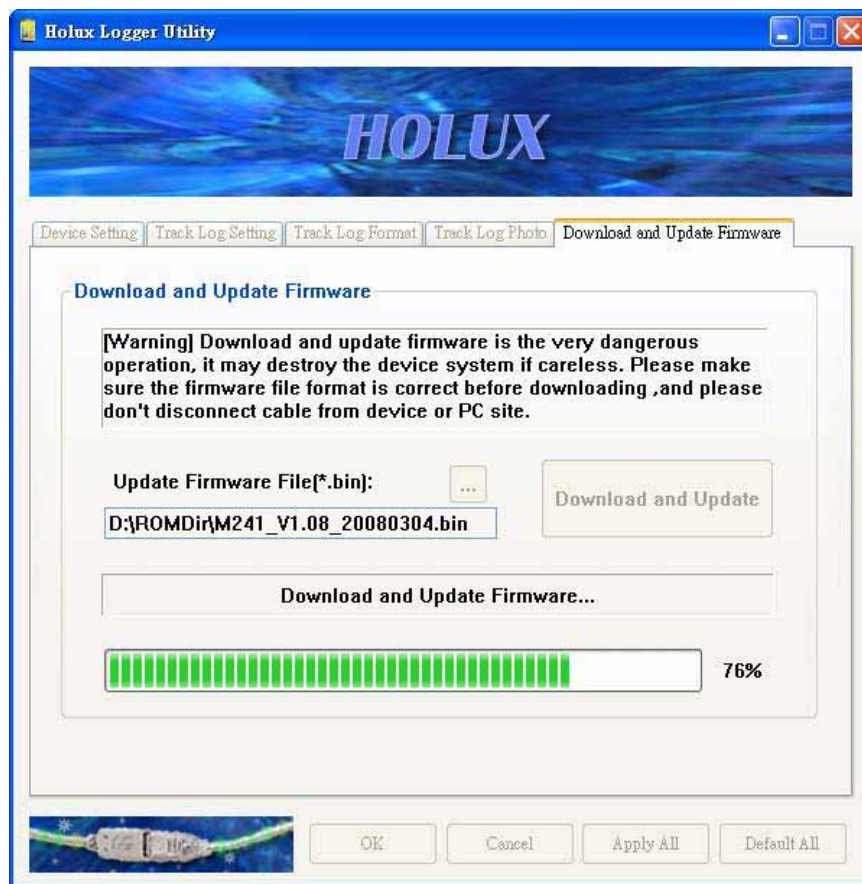 Holux Logger Utility
HOLUX
Device Setting Track Log Setting Track Log Format Track Log Photo Download and Update Firmware
Download and Update Firmware
[Warning] Download and update firmware is the very dangerous
operation, it may destroy the device system if careless. Please make
sure the firmware file format is correct before downloading ,and please
don't disconnect cable from device or PC site.
Update Firmware File(*.bin):
...
Download and Update
D:\ROMDir\M241_V1.08_20080304.bin
Download and Update Firmware...
76%
OK Cancel Apply All Default All